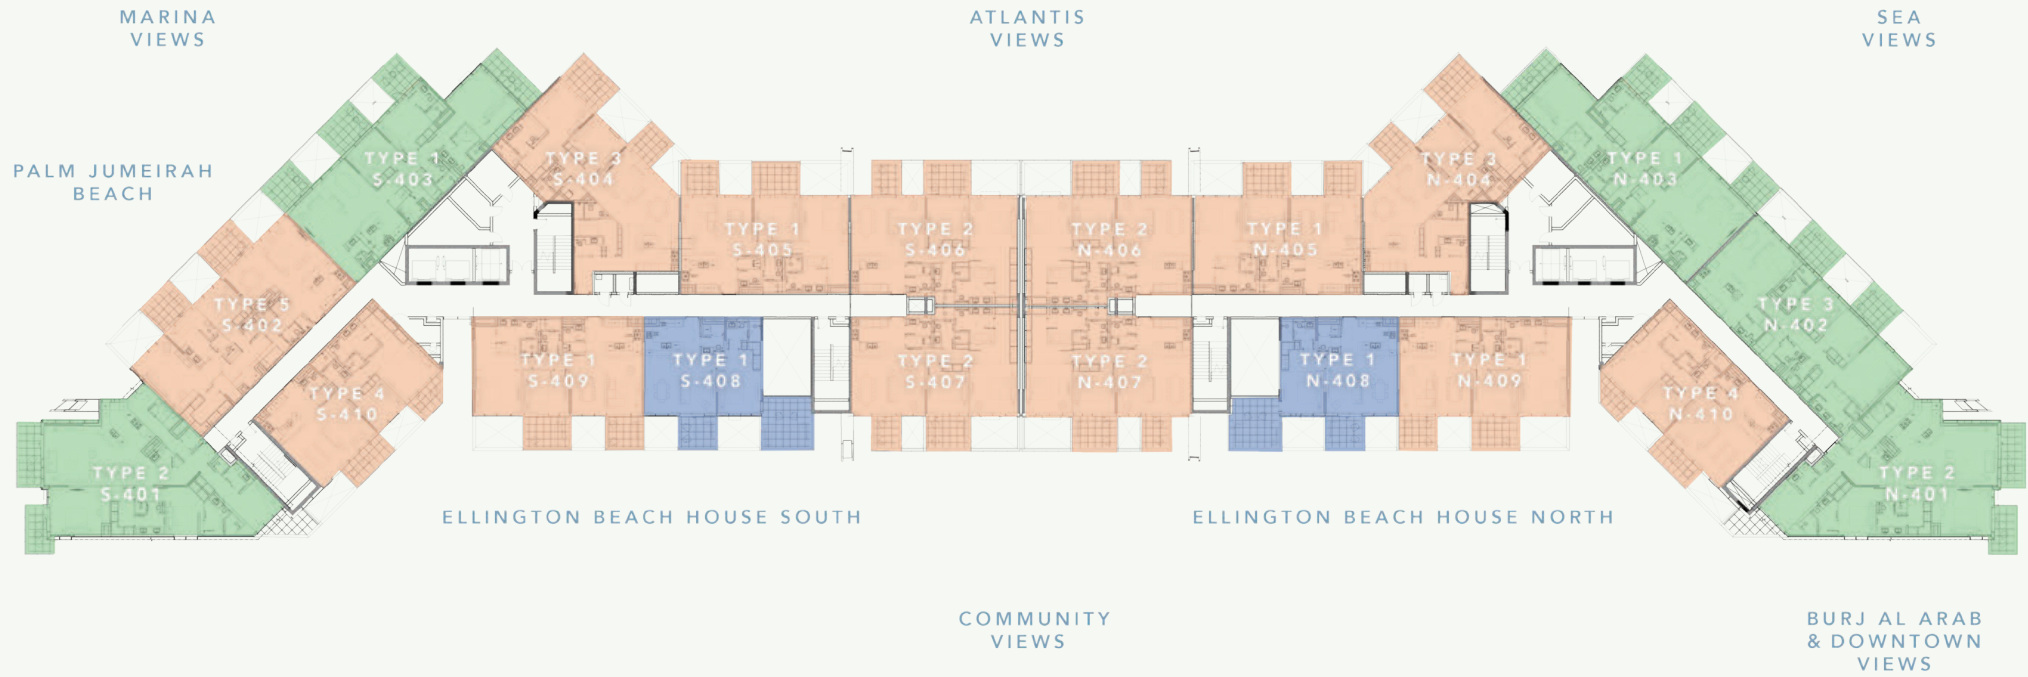 MARINA
VIEWS
ATLANTIS
VIEWS
SEA
VIEWS
PALM JUMEIRAH
BEACH
TYPE 1
S-403
TYPE 3
S-404
TYPE 3
N-404
TYPE 1
N-403
TYPE 1
S-405
TYPE 2
S-406
TYPE 2
N-406
TYPE 1
N-405
TYPE 5
S-402
TYPE 3
N-402
TYPE 4
S-410
TYPE 1
S-409
TYPE 1
S-408
TYPE 2
S-407
TYPE 2
N-407
TYPE 1
N-408
TYPE 1
N-409
TYPE 4
N-410
TYPE 2
S-401
TYPE 2
N-401
ELLINGTON BEACH HOUSE SOUTH
ELLINGTON BEACH HOUSE NORTH
COMMUNITY
VIEWS
BURJ AL ARAB
& DOWNTOWN
VIEWS